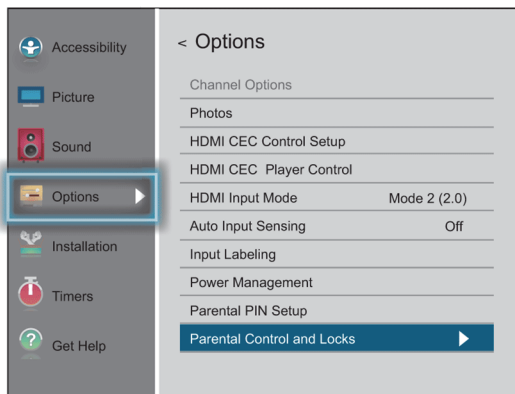 Accessibility
Picture
Sound
Options
Installation
Timers
Get Help
< Options
Channel Options
Photos
HDMI CEC Control Setup
HDMI CEC Player Control
HDMI Input Mode Mode 2 (2.0)
Auto Input Sensing Off
Input Labeling
Power Management
Parental PIN Setup
Parental Control and Locks